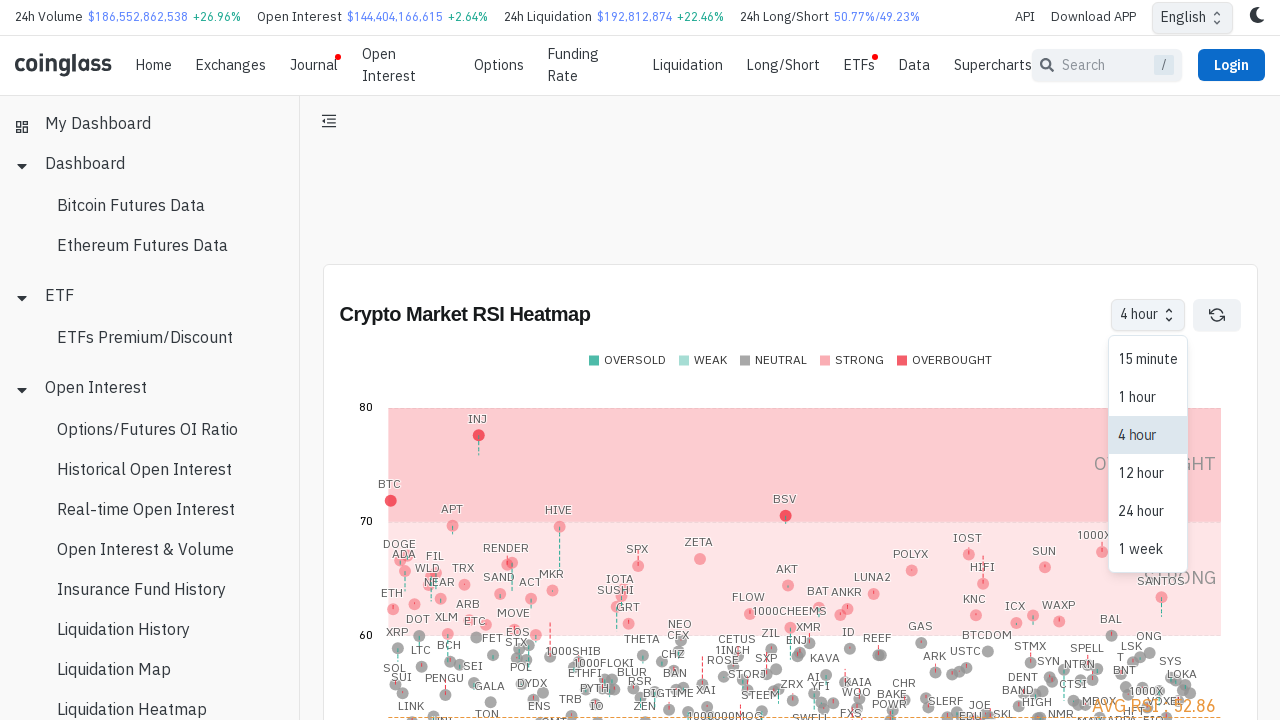 24h Volume $186,552,862,538 +26.96% Open Interest $144,404,166,615 +2.64% 24h Liquidation $192,812,874 +22.46% 24h Long/Short 50.77%/49.23% API Download APP English
coinglass Home Exchanges Journal Open Interest Options Funding Rate Liquidation Long/Short ETFs Data Supercharts Search / Login
My Dashboard
Dashboard
Bitcoin Futures Data
Ethereum Futures Data
ETF
ETFs Premium/Discount
Open Interest
Options/Futures OI Ratio
Historical Open Interest
Real-time Open Interest
Open Interest & Volume
Insurance Fund History
Liquidation History
Liquidation Map
Liquidation Heatmap
Crypto Market RSI Heatmap
4 hour
15 minute
1 hour
4 hour
12 hour
24 hour
1 week
OVERSOLD WEAK NEUTRAL STRONG OVERBOUGHT
80
INJ
BTC
BSV
70
APT HIVE
DOGE ADA FIL RENDER SPX ZETA POLYX IOST HIFI SUN
WLD NEAR TRX SAND ACT MKR IOTA SUSHI AKT LUNA2 SANTOS
ETH ARB GRT FLOW 1000CHEEMS BAT ANKR KNC ICX WAXP
DOT XLM ETC MOVE XMR GAS BAL
60
XRP LTC BCH FET EOS STX THETA NEO CFX CETUS 1INCH ZIL ENJ ID REEF BTCDOM STMX SPELL LSK ONG
SOL SUI SEI POL 1000SHIB 1000FLOKI CHZ ROSE SXP KAVA ARK USTC SYN NTRN T SYS
PENGU GALA DYDX ETHFI BLUR BAN STORJ AI KAIA CHR DENT CTSI BNT LOKA
LINK TON ENS TRB PYTH IO RSR ZEN BIGTIME XAI STEEM ZRX YFI WOO BAKE POWR SLERF JOE BAND HIGH MBOX 1000X
1000000MOG FXS NMR
AVG RSI : 52.86